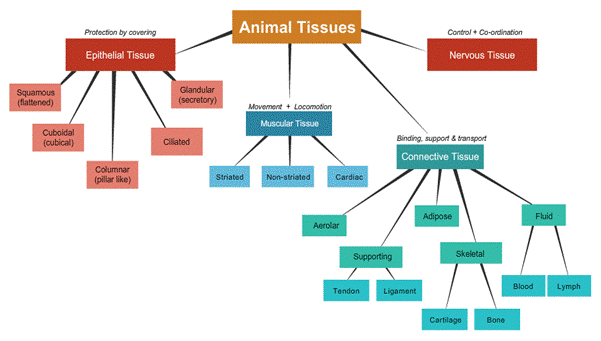 Animal Tissues
Protection by covering
Epithelial Tissue
Squamous
(flattened)
Cuboidal
(cubical)
Columnar
(pillar like)
Ciliated
Glandular
(secretory)
Movement + Locomotion
Muscular Tissue
Striated
Non-striated
Cardiac
Control + Co-ordination
Nervous Tissue
Binding, support & transport
Connective Tissue
Aerolar
Supporting
Tendon
Ligament
Adipose
Skeletal
Cartilage
Bone
Fluid
Blood
Lymph